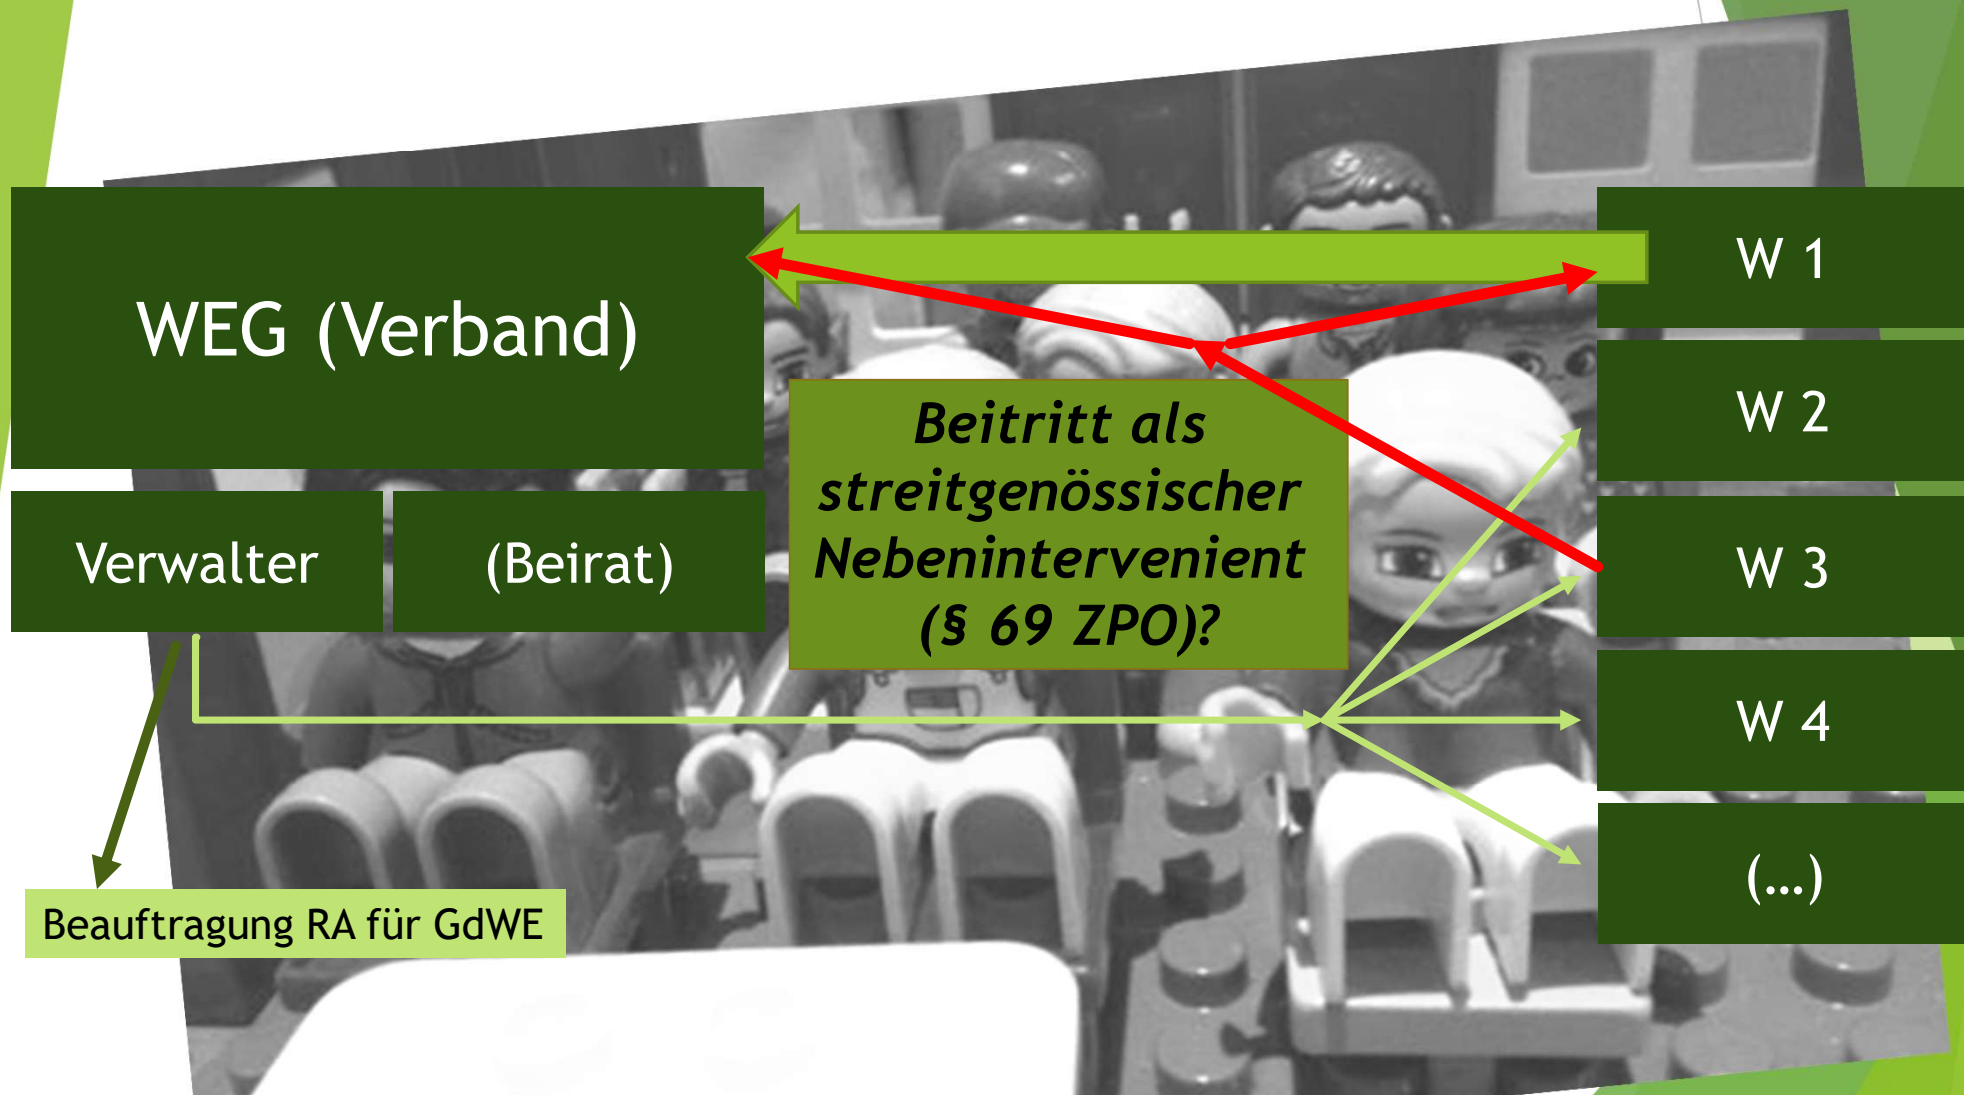 WEG (Verband)
W 1
W 2
Beitritt als
streitgenössischer
Nebenintervenient
(§ 69 ZPO)?
Verwalter
(Beirat)
W 3
W 4
(…)
Beauftragung RA für GdWE